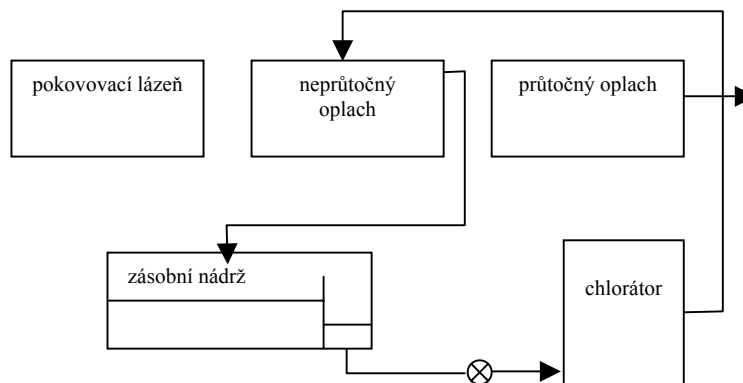 pokovovací lázeň
neprůtočný
oplach
průtočný oplach
zásobní nádrž
chlorátor